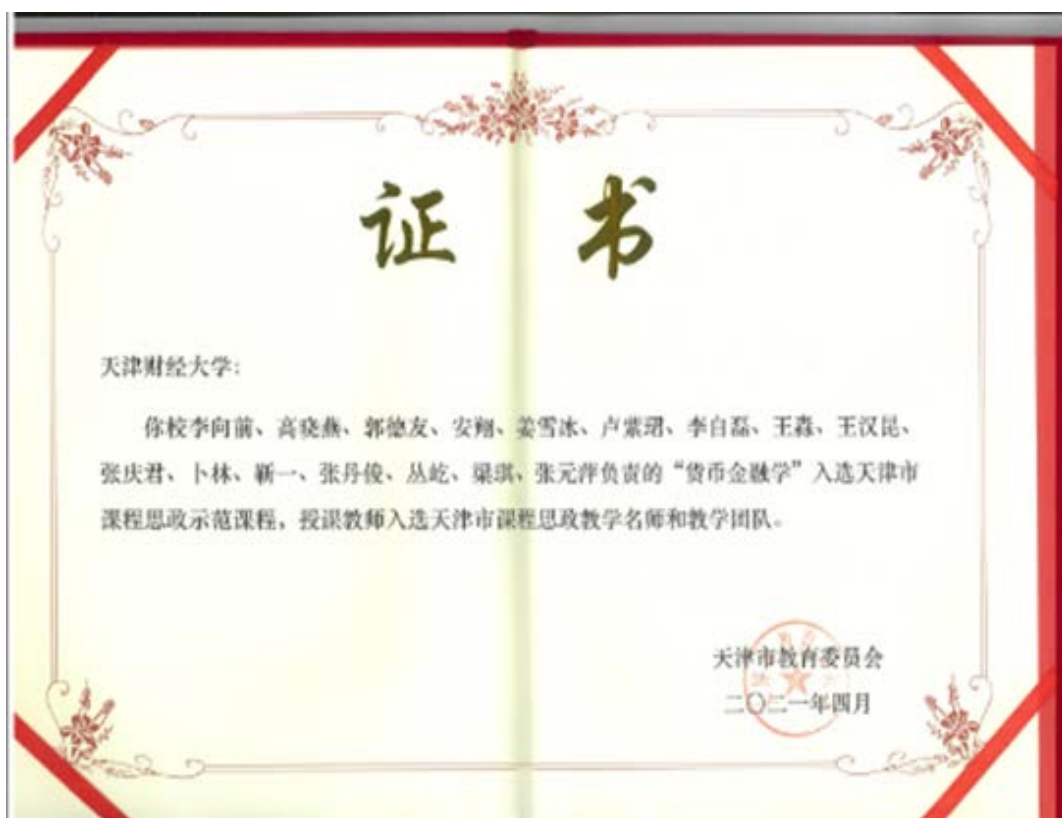 证 书
天津财经大学：
你校李向前、高晓燕、郭德友、安翔、姜雪冰、卢紫珺、李自磊、王森、王汉昆、
张庆君、卜林、靳一、张丹俊、丛屹、梁琪、张元萍负责的“货币金融学”入选天津市
课程思政示范课程，授课教师入选天津市课程思政教学名师和教学团队。
天津市教育委员会
二〇二一年四月